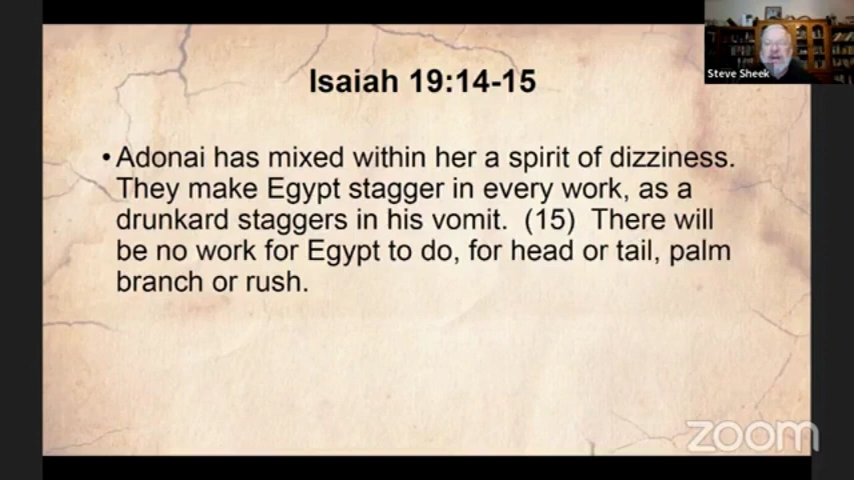 Steve Sheek
Isaiah 19:14-15
• Adonai has mixed within her a spirit of dizziness.
They make Egypt stagger in every work, as a
drunkard staggers in his vomit.  (15)  There will
be no work for Egypt to do, for head or tail, palm
branch or rush.
zoom